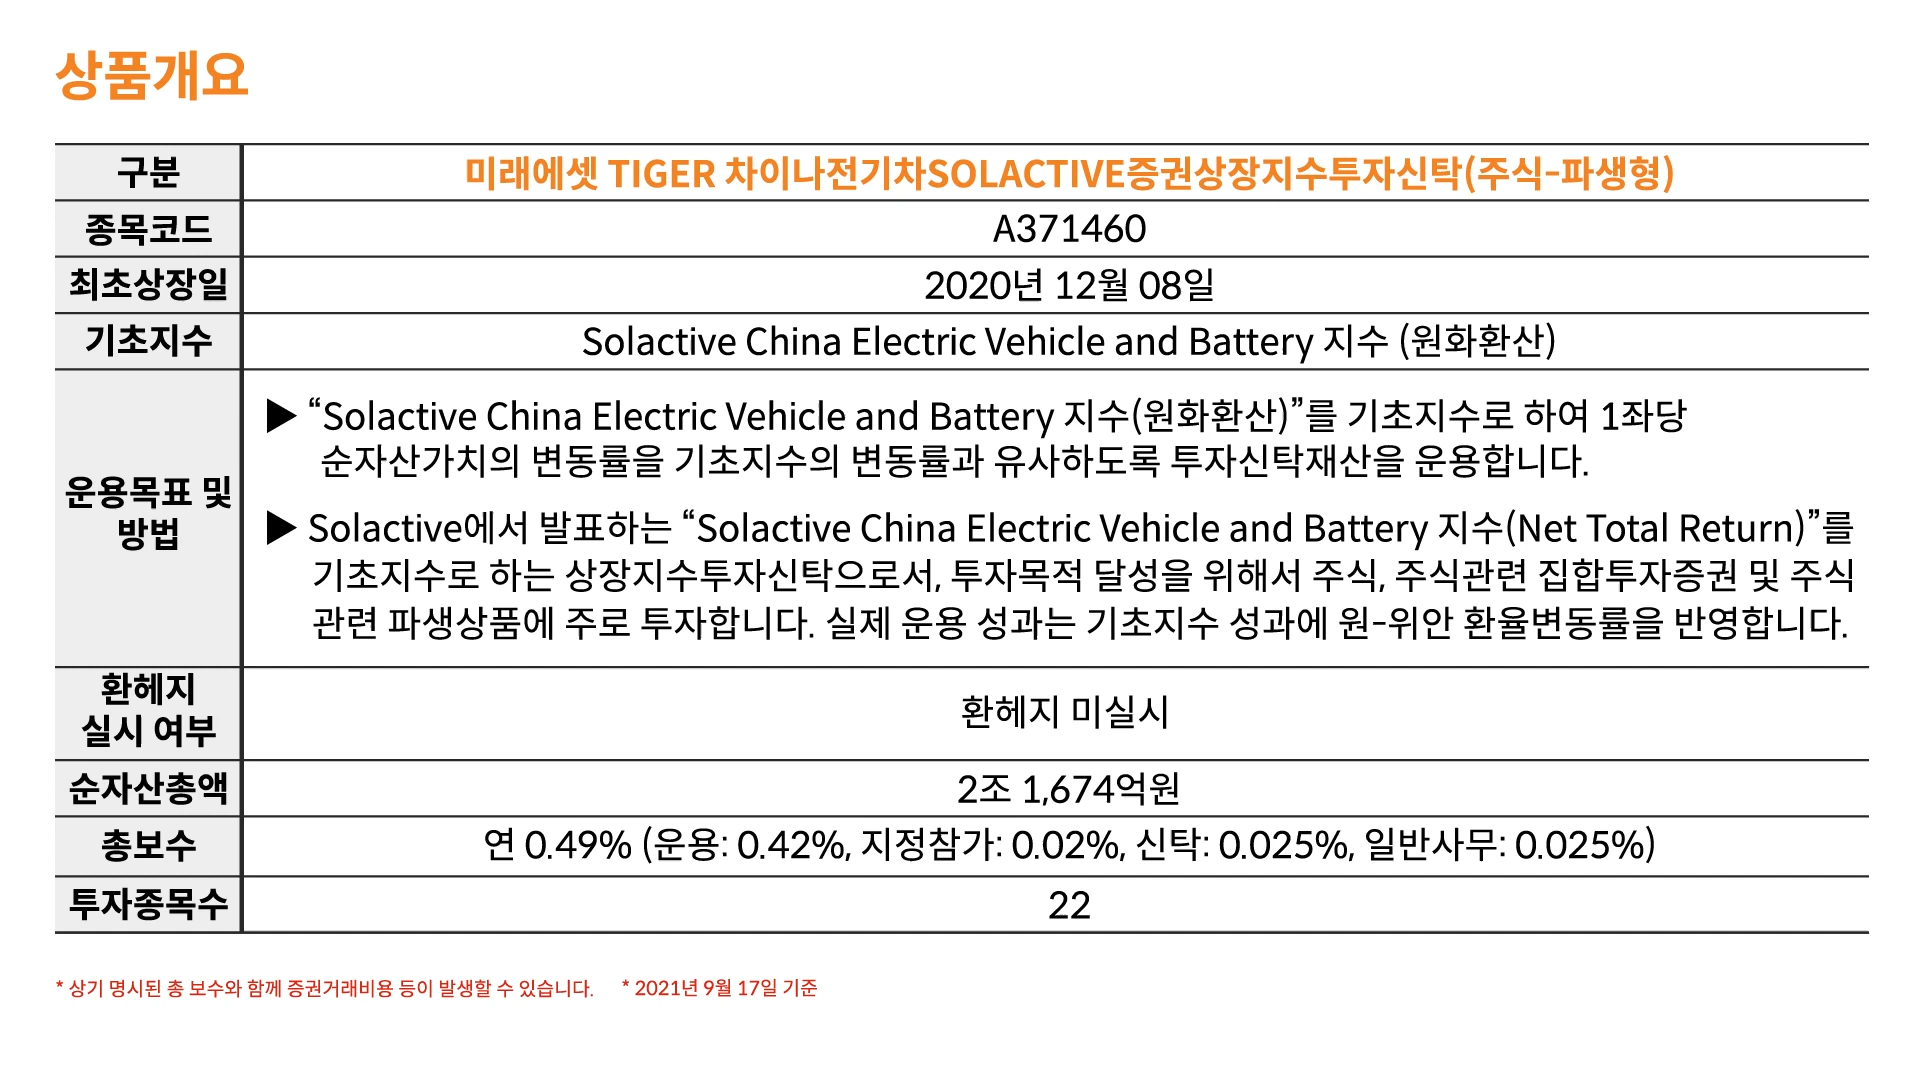 상품개요
구분
미래에셋 TIGER 차이나전기차SOLACTIVE증권상장지수투자신탁(주식-파생형)
종목코드
A371460
최초상장일
2020년 12월 08일
기초지수
Solactive China Electric Vehicle and Battery 지수 (원화환산)
운용목표 및
방법
▶ “Solactive China Electric Vehicle and Battery 지수(원화환산)”를 기초지수로 하여 1좌당
순자산가치의 변동률을 기초지수의 변동률과 유사하도록 투자신탁재산을 운용합니다.
▶ Solactive에서 발표하는 “Solactive China Electric Vehicle and Battery 지수(Net Total Return)”를
기초지수로 하는 상장지수투자신탁으로서, 투자목적 달성을 위해서 주식, 주식관련 집합투자증권 및 주식
관련 파생상품에 주로 투자합니다. 실제 운용 성과는 기초지수 성과에 원-위안 환율변동률을 반영합니다.
환헤지
실시 여부
환헤지 미실시
순자산총액
2조 1,674억원
총보수
연 0.49% (운용: 0.42%, 지정참가: 0.02%, 신탁: 0.025%, 일반사무: 0.025%)
투자종목수
22
* 상기 명시된 총 보수와 함께 증권거래비용 등이 발생할 수 있습니다. * 2021년 9월 17일 기준